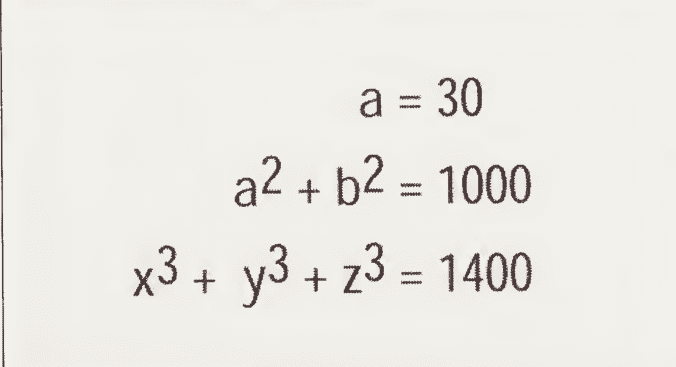 a = 30
a² + b² = 1000
x³ + y³ + z³ = 1400